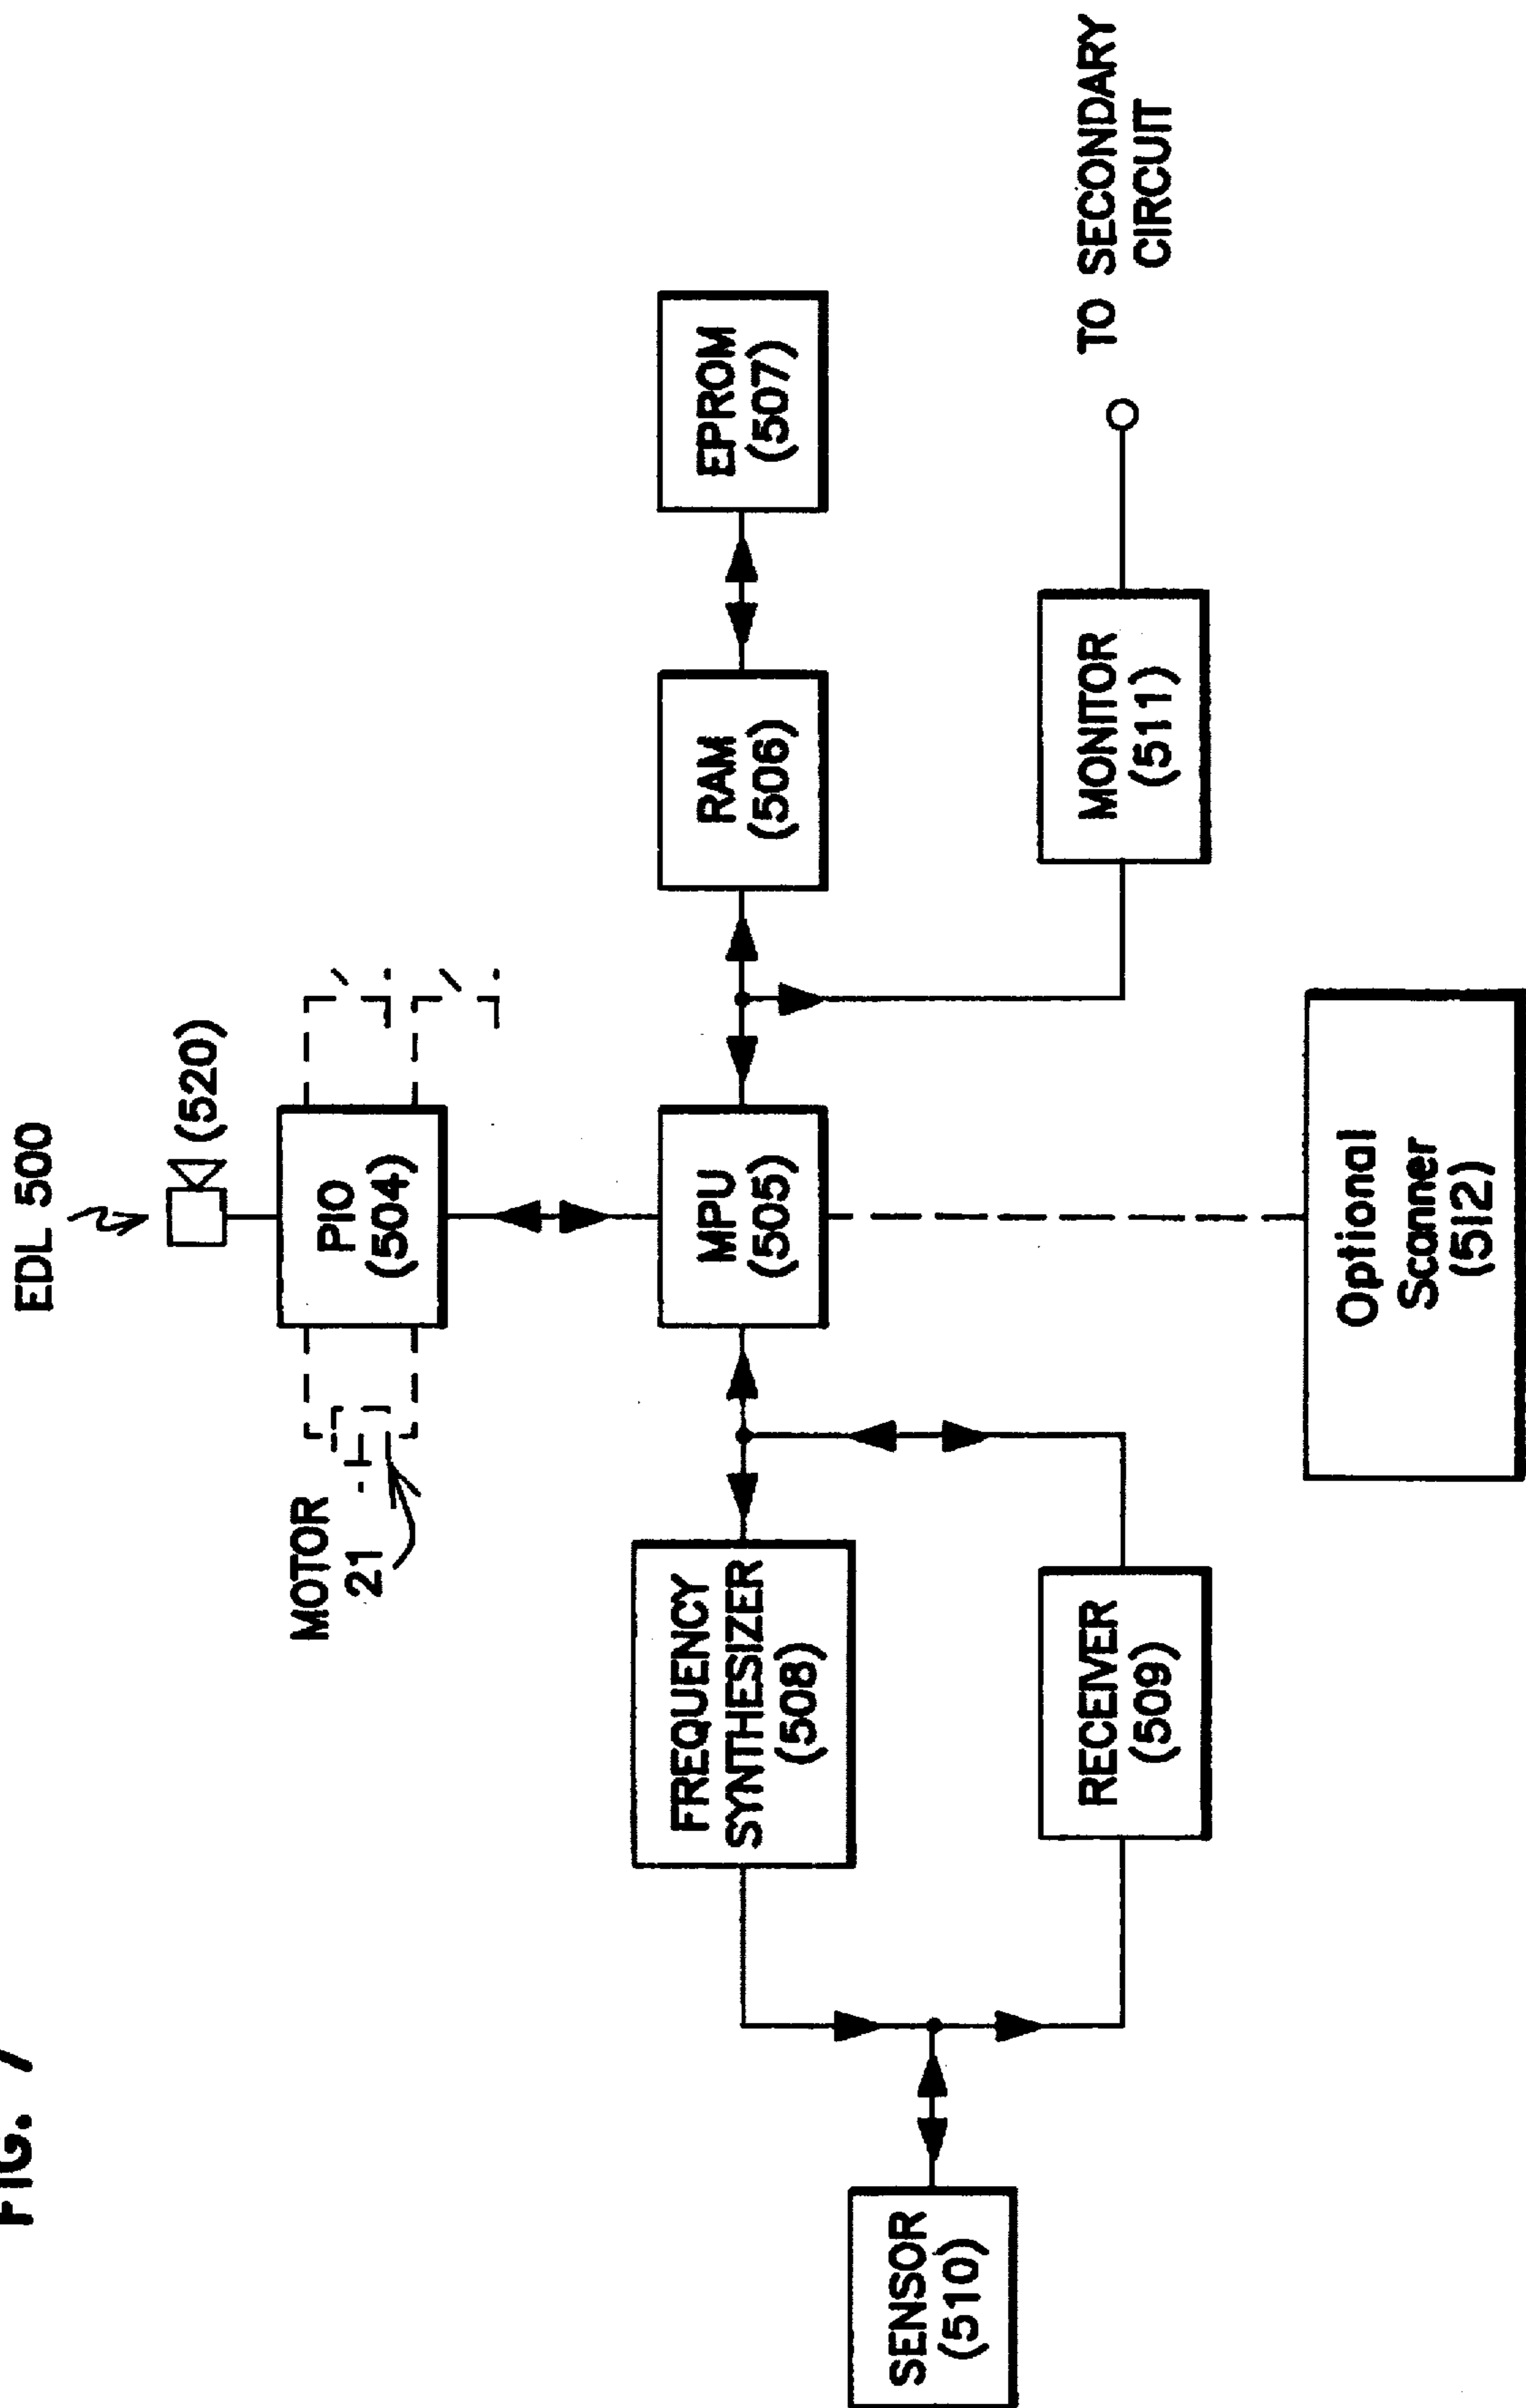 FIG.
EDL 500
(520)
MOTOR
21
PIO
(504)
FREQUENCY
SYNTHESIZER
(508)
MPU
(505)
RAM
(506)
EPROM
(507)
SENSOR
(510)
RECEIVER
(509)
MONITOR
(511)
TO SECONDARY
CIRCUIT
Optional
Scanner
(512)